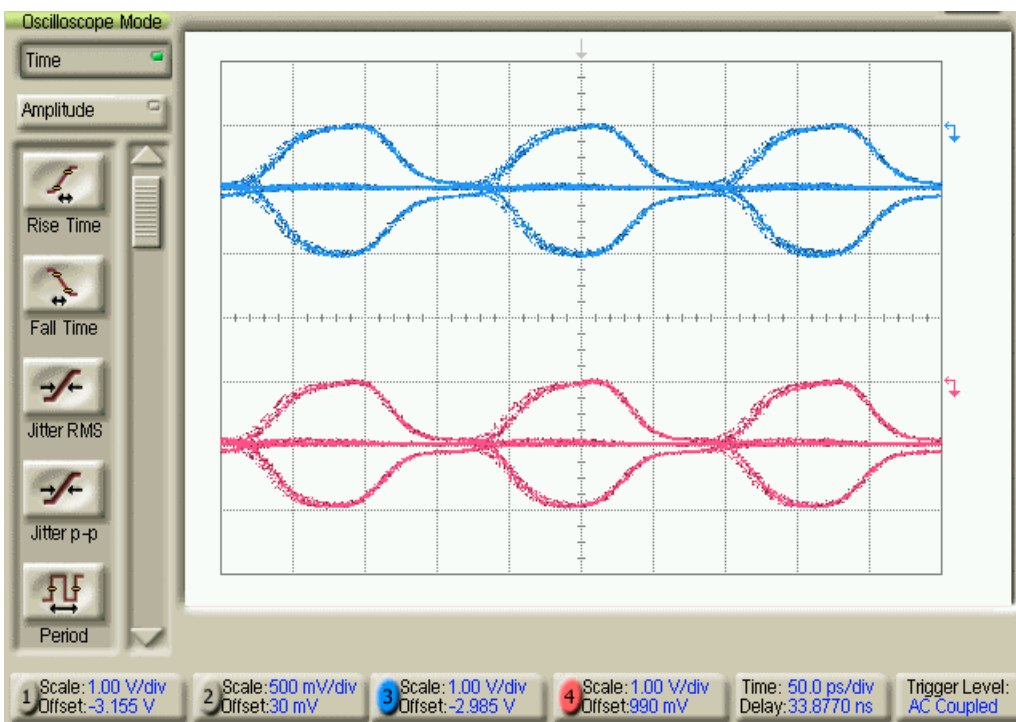 Oscilloscope Mode
Time
Amplitude
Rise Time
Fall Time
Jitter RMS
Jitter p-p
Period
1 Scale:1.00 V/div
Offset:-3.155 V
2 Scale:500 mV/div
Offset:30 mV
3 Scale:1.00 V/div
Offset:-2.985 V
4 Scale:1.00 V/div
Offset:990 mV
Time: 50.0 ps/div
Delay:33.8770 ns
Trigger Level:
AC Coupled